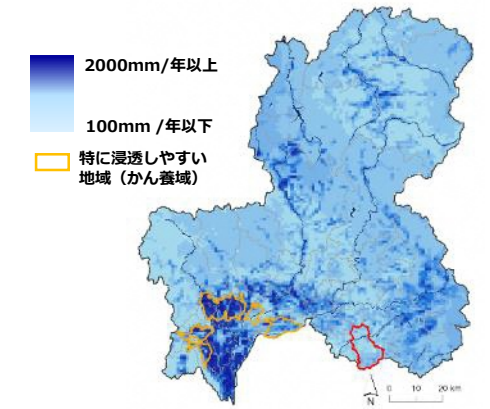 2000mm/年以上
100mm /年以下
特に浸透しやすい
地域（かん養域）
N
0 10 20 km